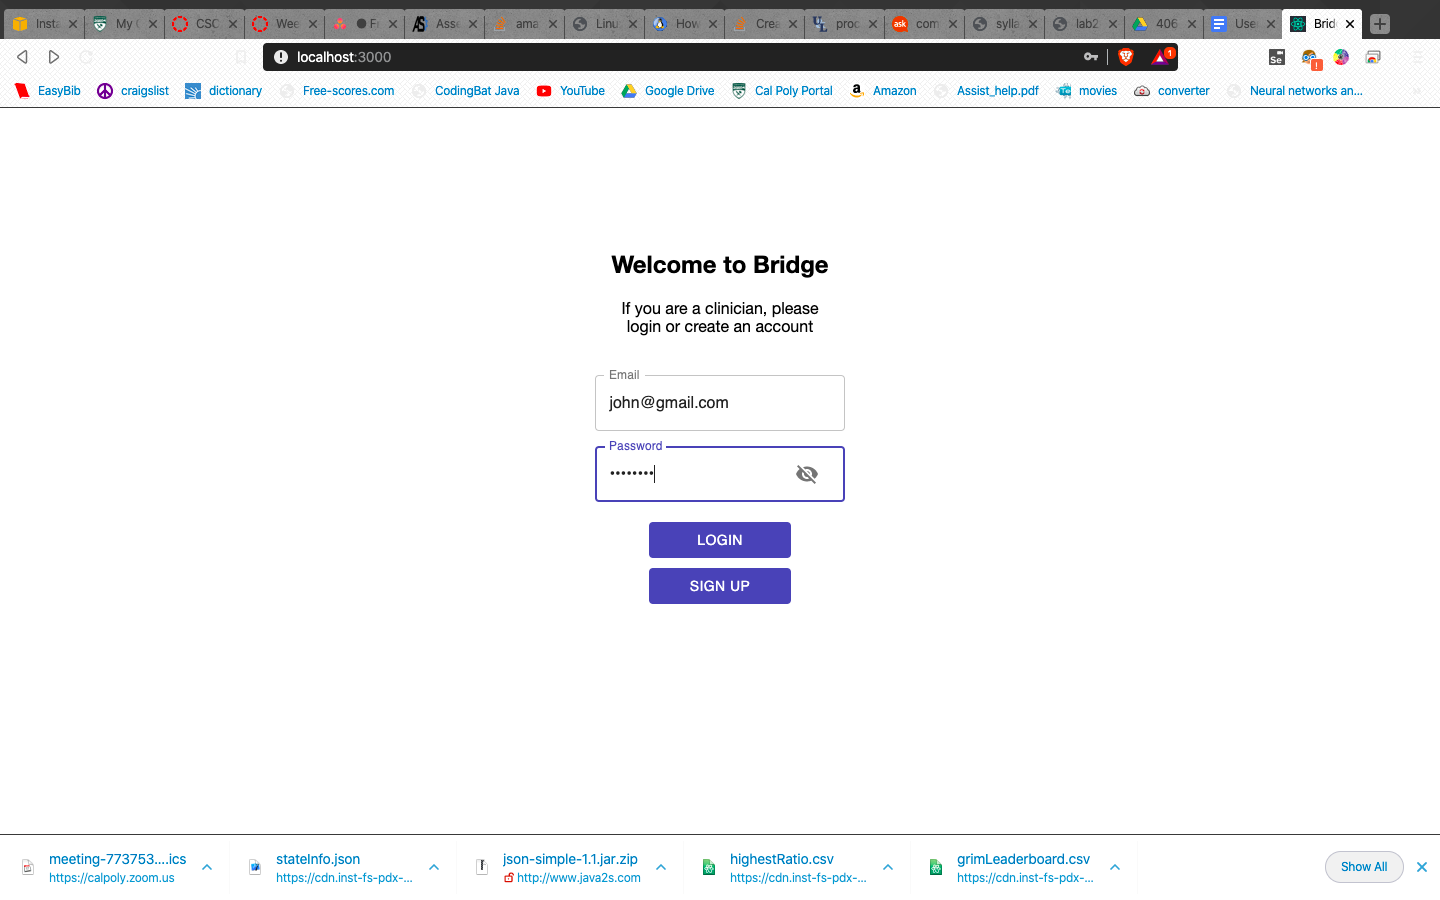 Insta
My C
CSC
Wee
Fr
AS Asse
ama
Linu
How
Crea
proc
ask com
sylla
lab2
406
Use
Brid
localhost:3000
1
Se
!
EasyBib
craigslist
dictionary
Free-scores.com
CodingBat Java
YouTube
Google Drive
Cal Poly Portal
Amazon
Assist_help.pdf
movies
converter
Neural networks an...
Welcome to Bridge
If you are a clinician, please
login or create an account
Email
john@gmail.com
Password
••••••••
LOGIN
SIGN UP
meeting-773753....ics
https://calpoly.zoom.us
stateInfo.json
https://cdn.inst-fs-pdx-...
json-simple-1.1.jar.zip
http://www.java2s.com
highestRatio.csv
https://cdn.inst-fs-pdx-...
grimLeaderboard.csv
https://cdn.inst-fs-pdx-...
Show All